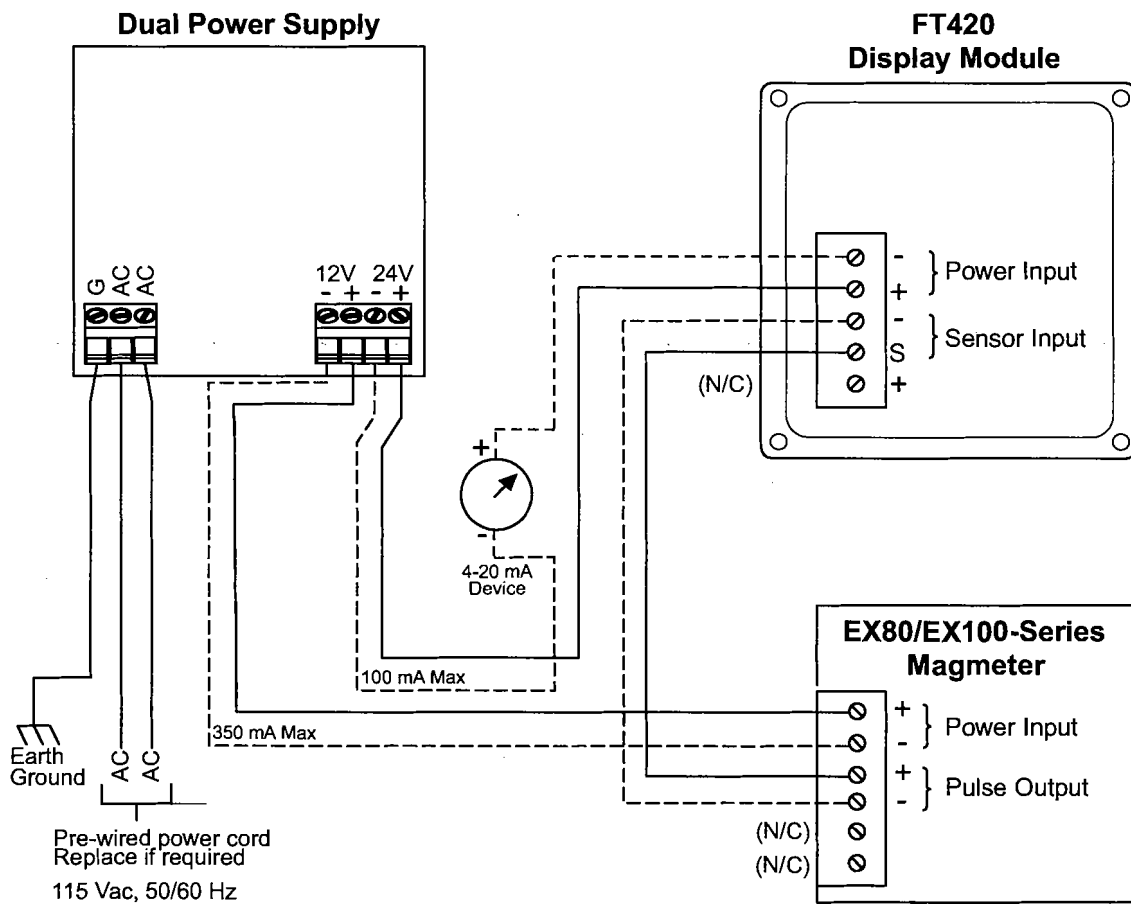 Dual Power Supply
FT420
Display Module
G
AC
AC
12V
24V
- + - +
-
+
Power Input
-
S
Sensor Input
(N/C)
+
+
-
4-20 mA
Device
100 mA Max
350 mA Max
EX80/EX100-Series
Magmeter
+
-
Power Input
+
-
Pulse Output
(N/C)
(N/C)
Earth
Ground
AC
AC
Pre-wired power cord
Replace if required
115 Vac, 50/60 Hz